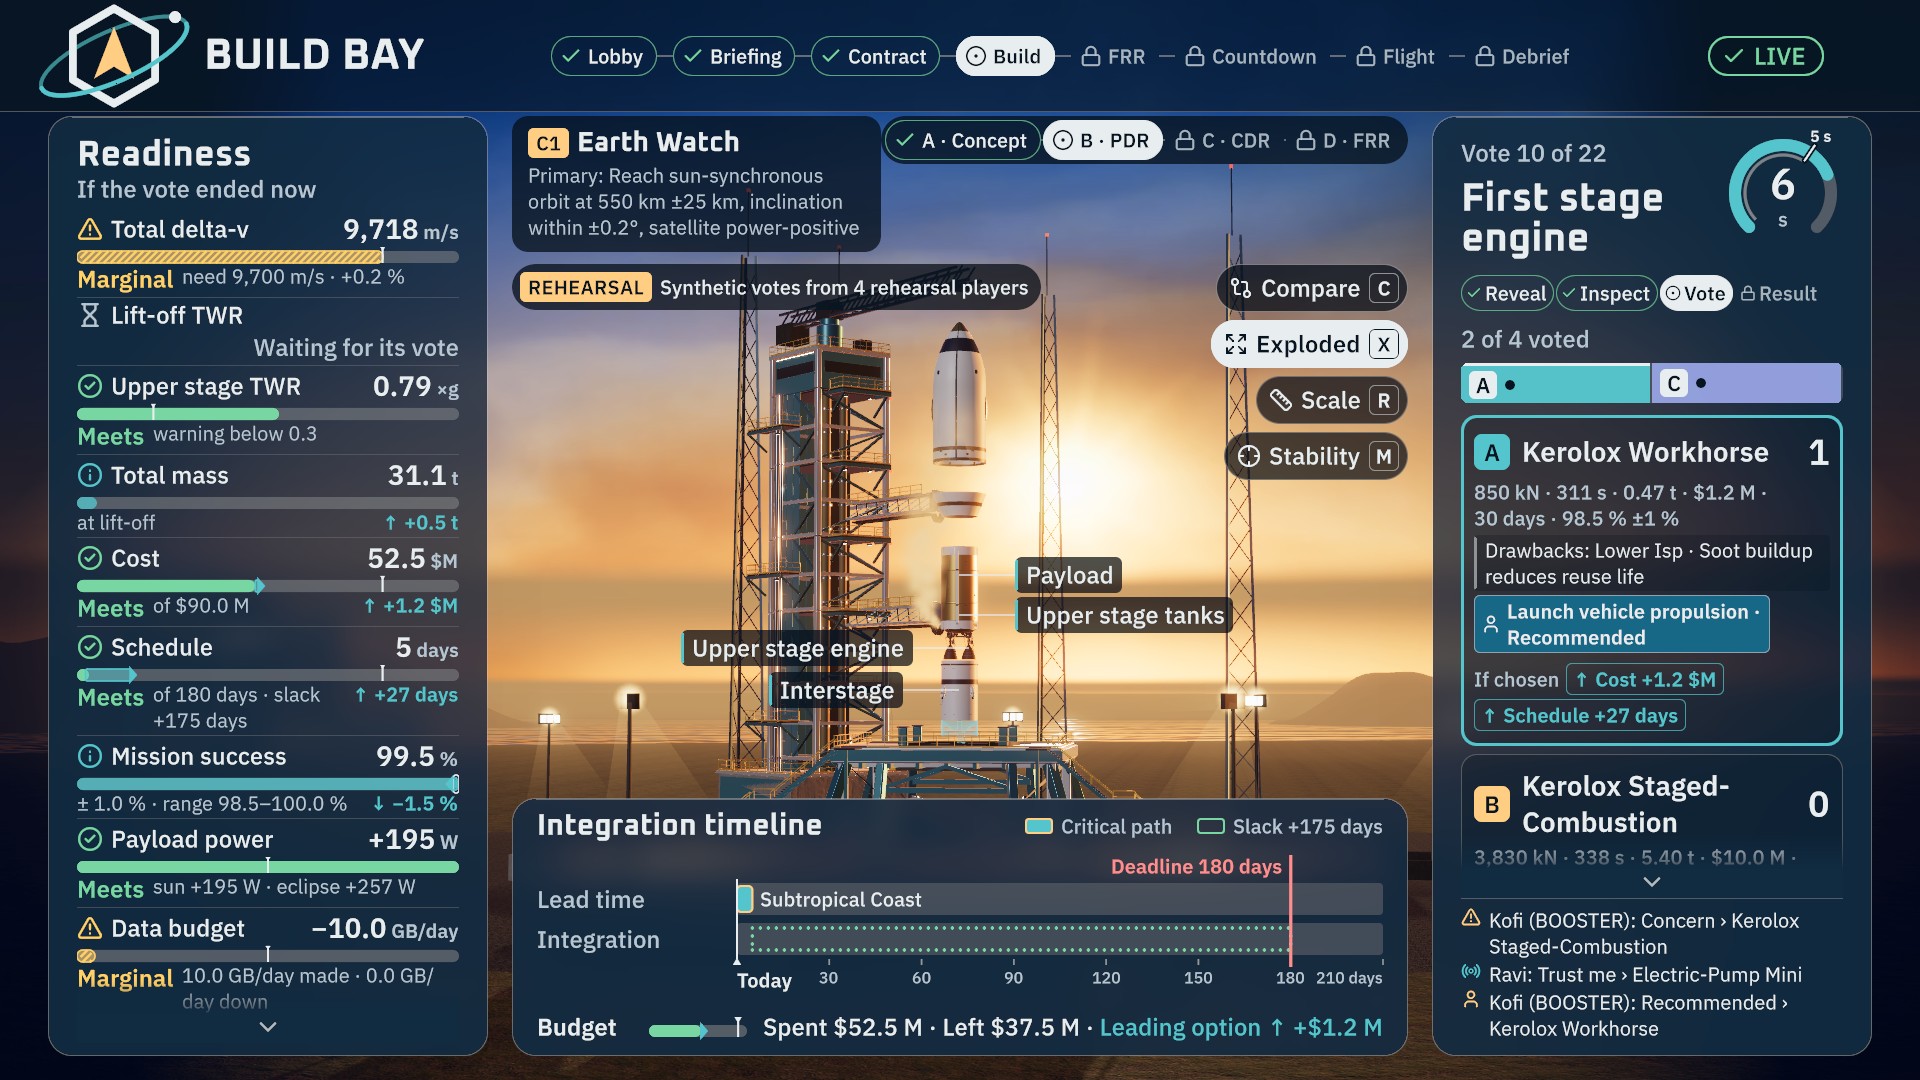 BUILD BAY
Lobby
Briefing
Contract
Build
FRR
Countdown
Flight
Debrief
LIVE
Readiness
If the vote ended now
Total delta-v 9,718 m/s
Marginal need 9,700 m/s · +0.2 %
Lift-off TWR
Waiting for its vote
Upper stage TWR 0.79 ×g
Meets warning below 0.3
Total mass 31.1 t
at lift-off ↑ +0.5 t
Cost 52.5 $M
Meets of $90.0 M ↑ +1.2 $M
Schedule 5 days
Meets of 180 days · slack ↑ +27 days
+175 days
Mission success 99.5 %
± 1.0 % · range 98.5–100.0 % ↓ −1.5 %
Payload power +195 W
Meets sun +195 W · eclipse +257 W
Data budget −10.0 GB/day
Marginal 10.0 GB/day made · 0.0 GB/
day down
C1 Earth Watch
Primary: Reach sun-synchronous
orbit at 550 km ±25 km, inclination
within ±0.2°, satellite power-positive
A · Concept
B · PDR
C · CDR
· D · FRR
REHEARSAL Synthetic votes from 4 rehearsal players
Compare C
Exploded X
Scale R
Stability M
Payload
Upper stage tanks
Upper stage engine
Interstage
Integration timeline
Critical path
Slack +175 days
Deadline 180 days
Lead time
Subtropical Coast
Integration
Today 30 60 90 120 150 180 210 days
Budget Spent $52.5 M · Left $37.5 M · Leading option ↑ +$1.2 M
Vote 10 of 22
First stage
engine
5 s
6
s
Reveal
Inspect
Vote
Result
2 of 4 voted
A
C
A Kerolox Workhorse 1
850 kN · 311 s · 0.47 t · $1.2 M ·
30 days · 98.5 % ±1 %
Drawbacks: Lower Isp · Soot buildup
reduces reuse life
Launch vehicle propulsion ·
Recommended
If chosen ↑ Cost +1.2 $M
↑ Schedule +27 days
B Kerolox Staged-
Combustion 0
3,830 kN · 338 s · 5.40 t · $10.0 M ·
Kofi (BOOSTER): Concern › Kerolox
Staged-Combustion
Ravi: Trust me › Electric-Pump Mini
Kofi (BOOSTER): Recommended ›
Kerolox Workhorse